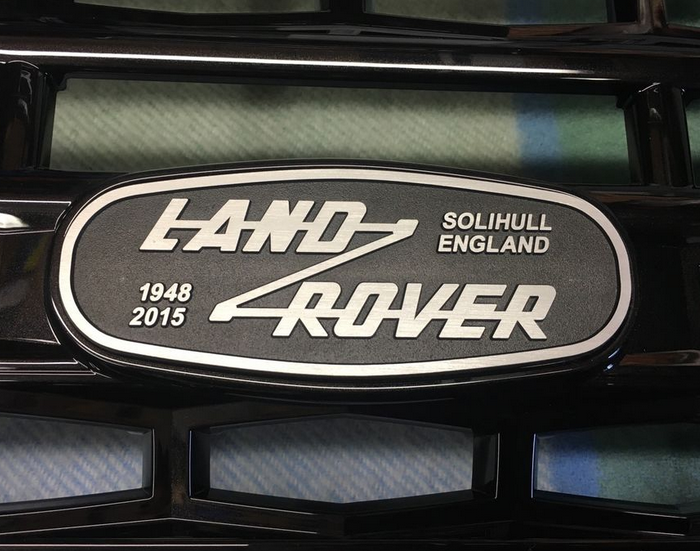 LAND
SOLIHULL
ENGLAND
1948
2015
ROVER